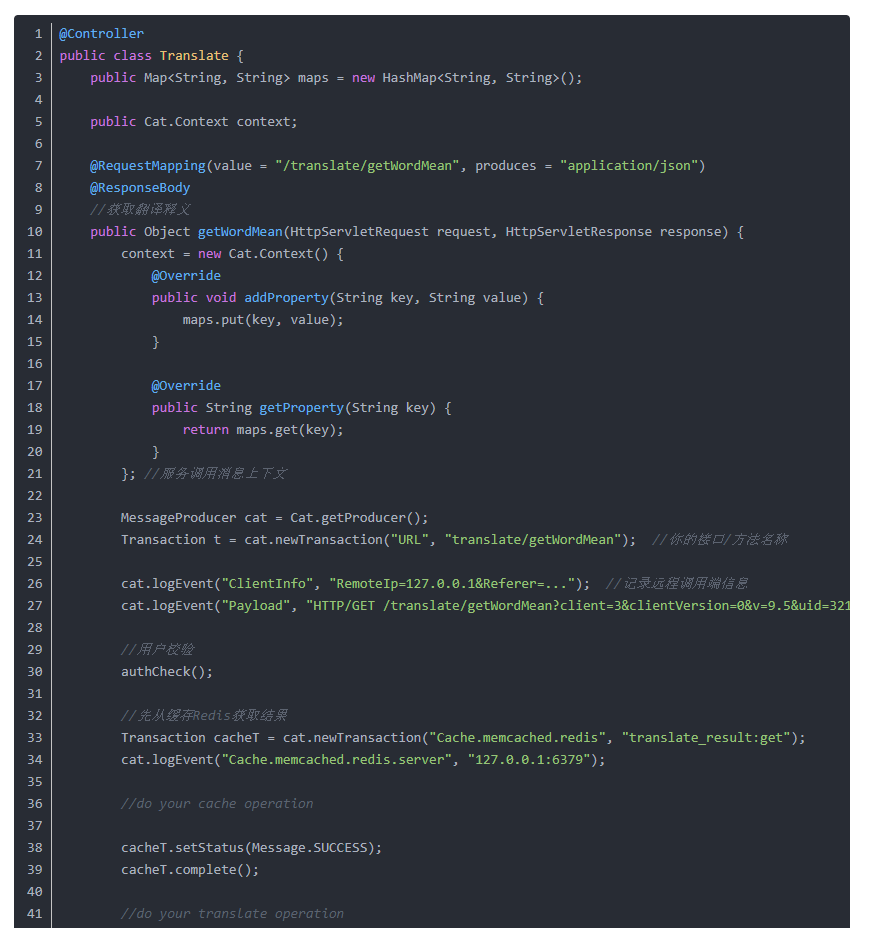 1 @Controller
2 public class Translate {
3 public Map<String, String> maps = new HashMap<String, String>();
4
5 public Cat.Context context;
6
7 @RequestMapping(value = "/translate/getWordMean", produces = "application/json")
8 @ResponseBody
9 //获取翻译释义
10 public Object getWordMean(HttpServletRequest request, HttpServletResponse response) {
11 context = new Cat.Context() {
12 @Override
13 public void addProperty(String key, String value) {
14 maps.put(key, value);
15 }
16
17 @Override
18 public String getProperty(String key) {
19 return maps.get(key);
20 }
21 }; //服务调用消息上下文
22
23 MessageProducer cat = Cat.getProducer();
24 Transaction t = cat.newTransaction("URL", "translate/getWordMean"); //你的接口/方法名称
25
26 cat.logEvent("ClientInfo", "RemoteIp=127.0.0.1&Referer=..."); //记录远程调用端信息
27 cat.logEvent("Payload", "HTTP/GET /translate/getWordMean?client=3&clientVersion=0&v=9.5&uid=321
28
29 //用户校验
30 authCheck();
31
32 //先从缓存Redis获取结果
33 Transaction cacheT = cat.newTransaction("Cache.memcached.redis", "translate_result:get");
34 cat.logEvent("Cache.memcached.redis.server", "127.0.0.1:6379");
35
36 //do your cache operation
37
38 cacheT.setStatus(Message.SUCCESS);
39 cacheT.complete();
40
41 //do your translate operation